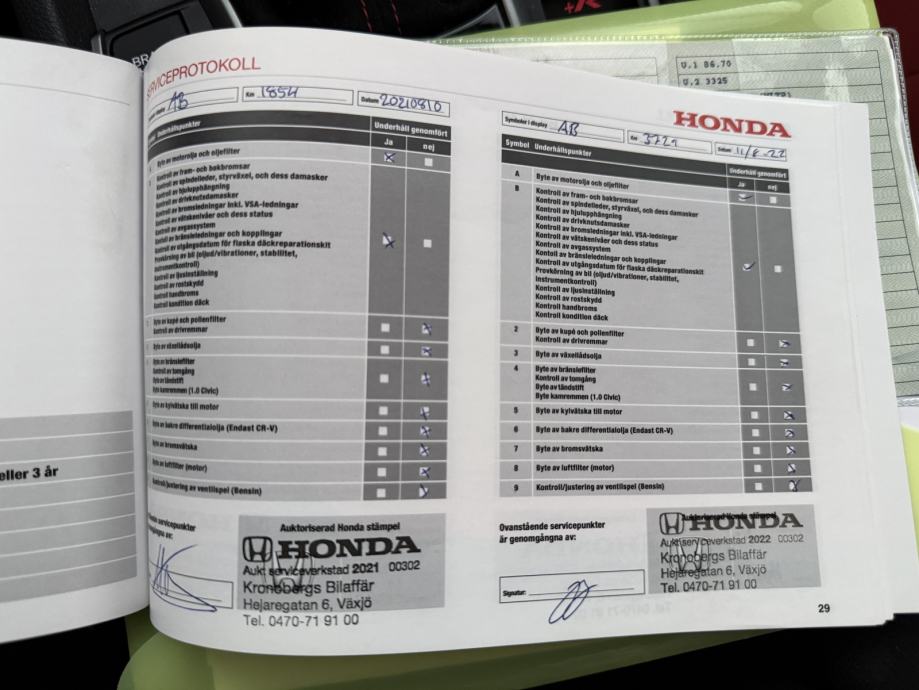 BRA
+R
U.1 86.70
U.2 3325
SERVICEPROTOKOLL
AB
Km 1854
Datum 20210810
Underhållspunkter
Underhåll genomfört
Ja
nej
Byte av motorolja och oljefilter
Kontroll av fram- och bakbromsar
Kontroll av spindelleder, styrväxel, och dess damasker
Kontroll av hjulupphängning
Kontroll av drivknutsdamasker
Kontroll av bromsledningar inkl. VSA-ledningar
Kontroll av vätskenivåer och dess status
Kontroll av avgassystem
Kontroll av bränsleledningar och kopplingar
Kontroll av utgångsdatum för flaska däckreparationskit
Provkörning av bil (oljud/vibrationer, stabilitet,
instrumentkontroll)
Kontroll av ljusinställning
Kontroll av rostskydd
Kontroll handbroms
Kontroll kondition däck
Byte av kupé och pollenfilter
Kontroll av drivremmar
Byte av växellådsolja
Byte av bränslefilter
Kontroll av tomgång
Byte av tändstift
Byte kamremmen (1.0 Civic)
Byte av kylvätska till motor
Byte av bakre differentialolja (Endast CR-V)
Byte av bromsvätska
Byte av luftfilter (motor)
Kontroll/justering av ventilspel (Bensin)
servicepunkter
Auktoriserad Honda stämpel
HONDA
Aukt serviceverkstad 2021 00302
Kronobergs Bilaffär
Hejaregatan 6, Växjö
Tel. 0470-71 91 00
eller 3 år
HONDA
Symboler i display AB
Km 3721
Datum 11/8-22
Symbol Underhållspunkter
Underhåll genomfört
Ja
nej
A Byte av motorolja och oljefilter
B Kontroll av fram- och bakbromsar
Kontroll av spindelleder, styrväxel, och dess damasker
Kontroll av hjulupphängning
Kontroll av drivknutsdamasker
Kontroll av bromsledningar inkl. VSA-ledningar
Kontroll av vätskenivåer och dess status
Kontroll av avgassystem
Kontroll av bränsleledningar och kopplingar
Kontroll av utgångsdatum för flaska däckreparationskit
Provkörning av bil (oljud/vibrationer, stabilitet,
instrumentkontroll)
Kontroll av ljusinställning
Kontroll av rostskydd
Kontroll handbroms
Kontroll kondition däck
2 Byte av kupé och pollenfilter
Kontroll av drivremmar
3 Byte av växellådsolja
4 Byte av bränslefilter
Kontroll av tomgång
Byte av tändstift
Byte kamremmen (1.0 Civic)
5 Byte av kylvätska till motor
6 Byte av bakre differentialolja (Endast CR-V)
7 Byte av bromsvätska
8 Byte av luftfilter (motor)
9 Kontroll/justering av ventilspel (Bensin)
Ovanstående servicepunkter
är genomgångna av:
Signatur:
Auktoriserad Honda stämpel
HONDA
Aukt serviceverkstad 2022 00302
Kronobergs Bilaffär
Hejaregatan 6, Växjö
Tel. 0470-71 91 00
29